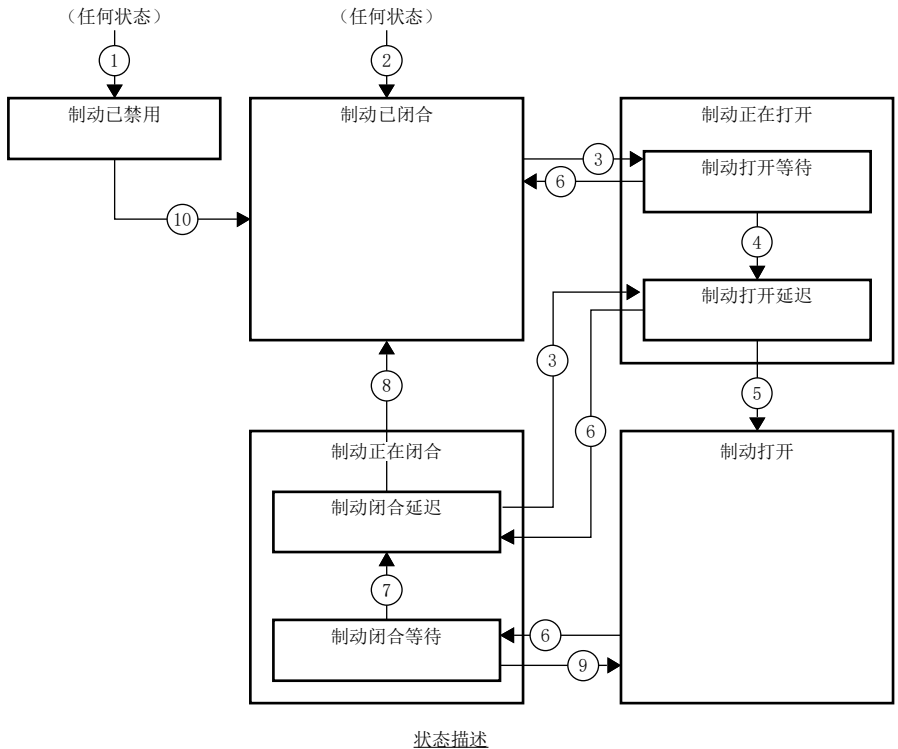 （任何状态）
（任何状态）
1
2
制动已禁用
制动已闭合
制动正在打开
3
制动打开等待
6
10
4
制动打开延迟
3
8
5
6
制动正在闭合
制动打开
制动闭合延迟
7
制动闭合等待
6
9
状态描述